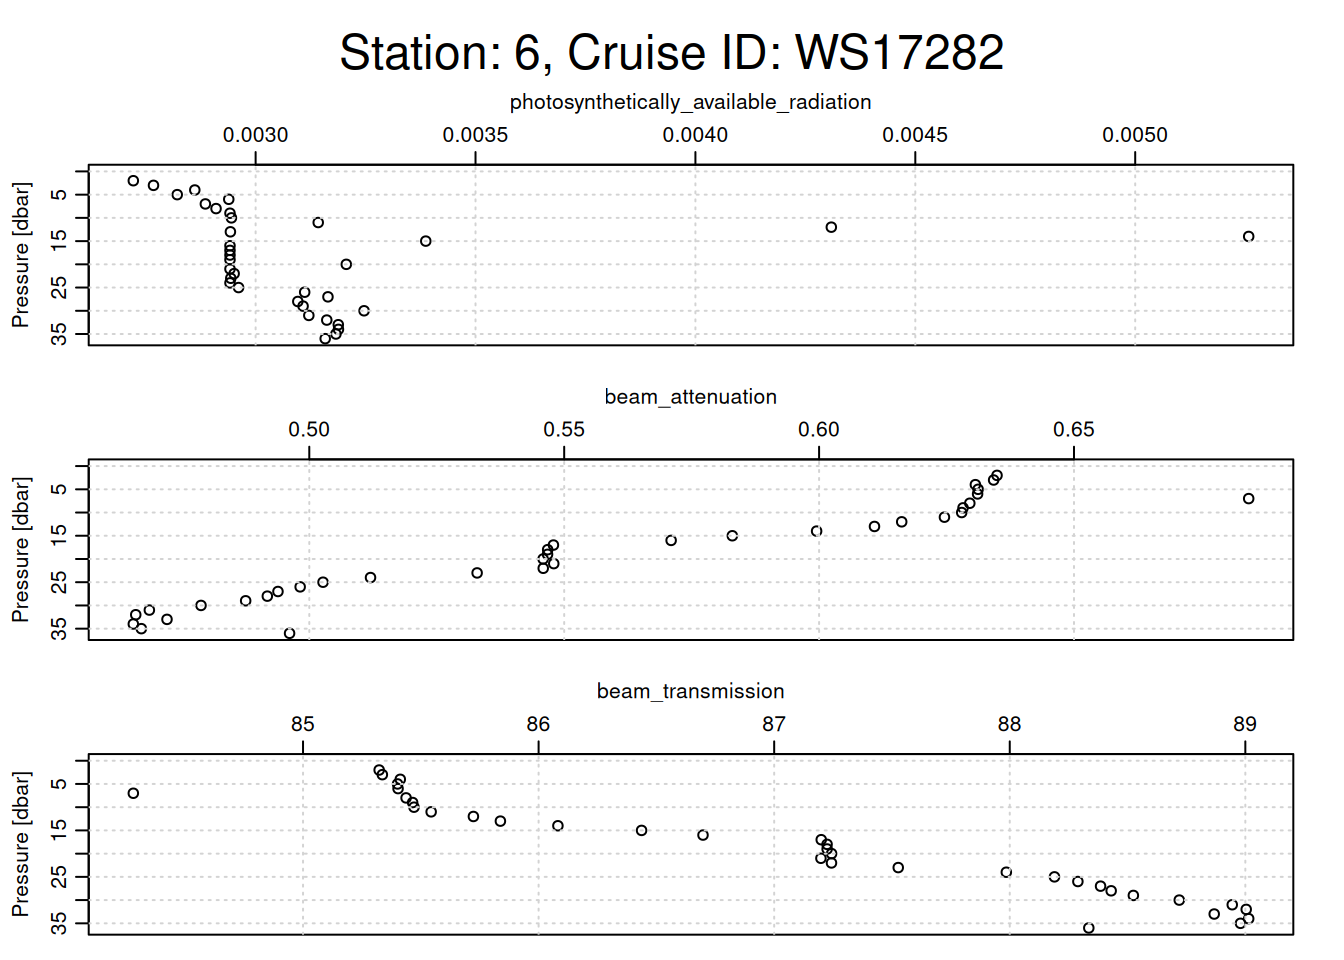 Station: 6, Cruise ID: WS17282
photosynthetically_available_radiation
0.0030 0.0035 0.0040 0.0045 0.0050
Pressure [dbar]
5
15
25
35
beam_attenuation
0.50 0.55 0.60 0.65
Pressure [dbar]
5
15
25
35
beam_transmission
85 86 87 88 89
Pressure [dbar]
5
15
25
35